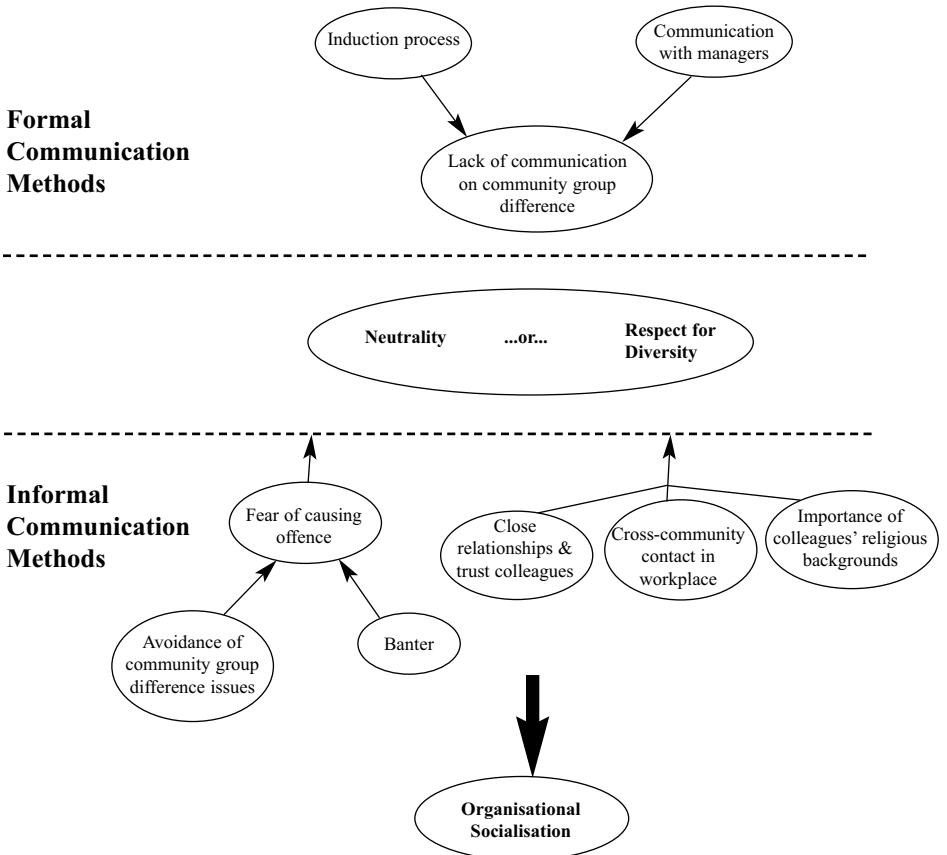 Induction process
Communication
with managers
Formal
Communication
Methods
Lack of communication
on community group
difference
Neutrality ...or... Respect for
Diversity
Informal
Communication
Methods
Fear of causing
offence
Close
relationships &
trust colleagues
Cross-community
contact in
workplace
Importance of
colleagues’ religious
backgrounds
Avoidance of
community group
difference issues
Banter
Organisational
Socialisation